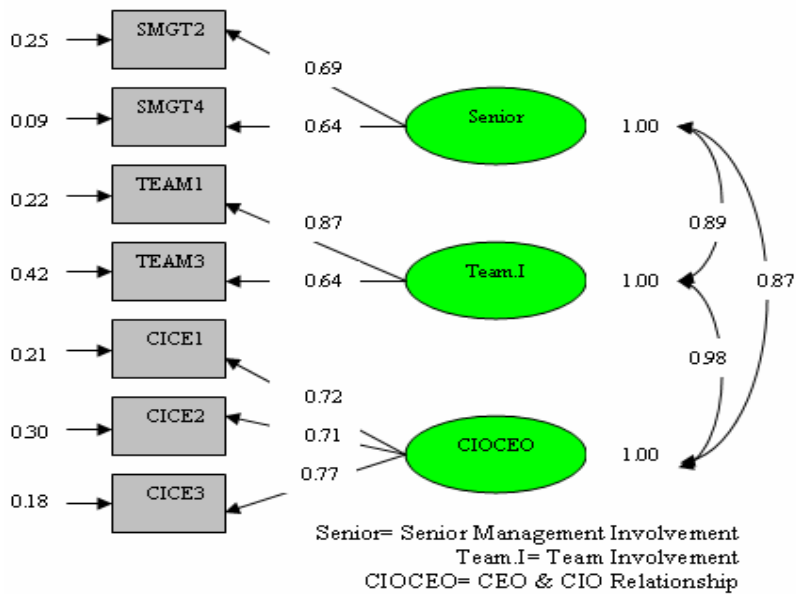 SMGT2
0.25
0.69
SMGT4
Senior
0.09
0.64
1.00
TEAM1
0.22
0.87
0.89
TEAM3
Team.I
0.42
0.64
1.00
0.87
CICE1
0.21
0.98
0.72
CICE2
0.30
0.71
CIOCEO
1.00
0.77
CICE3
0.18
Senior= Senior Management Involvement
Team.I= Team Involvement
CIOCEO= CEO & CIO Relationship